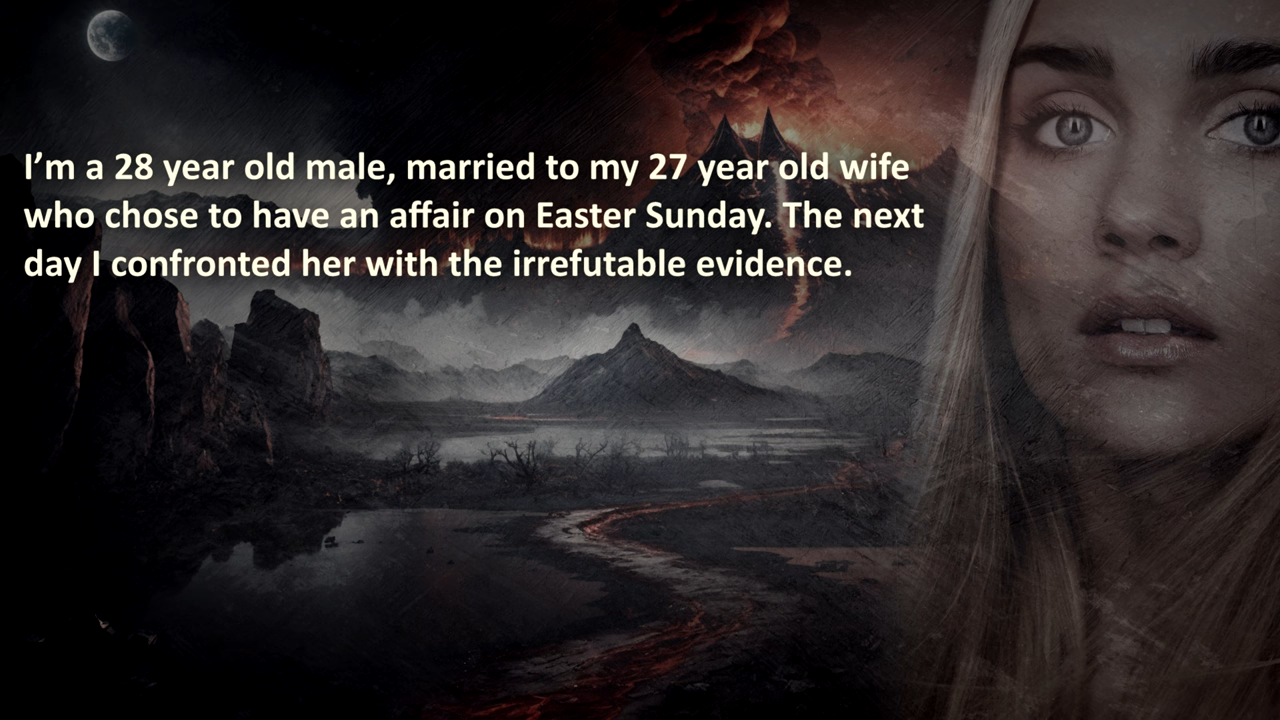 I’m a 28 year old male, married to my 27 year old wife
who chose to have an affair on Easter Sunday. The next
day I confronted her with the irrefutable evidence.